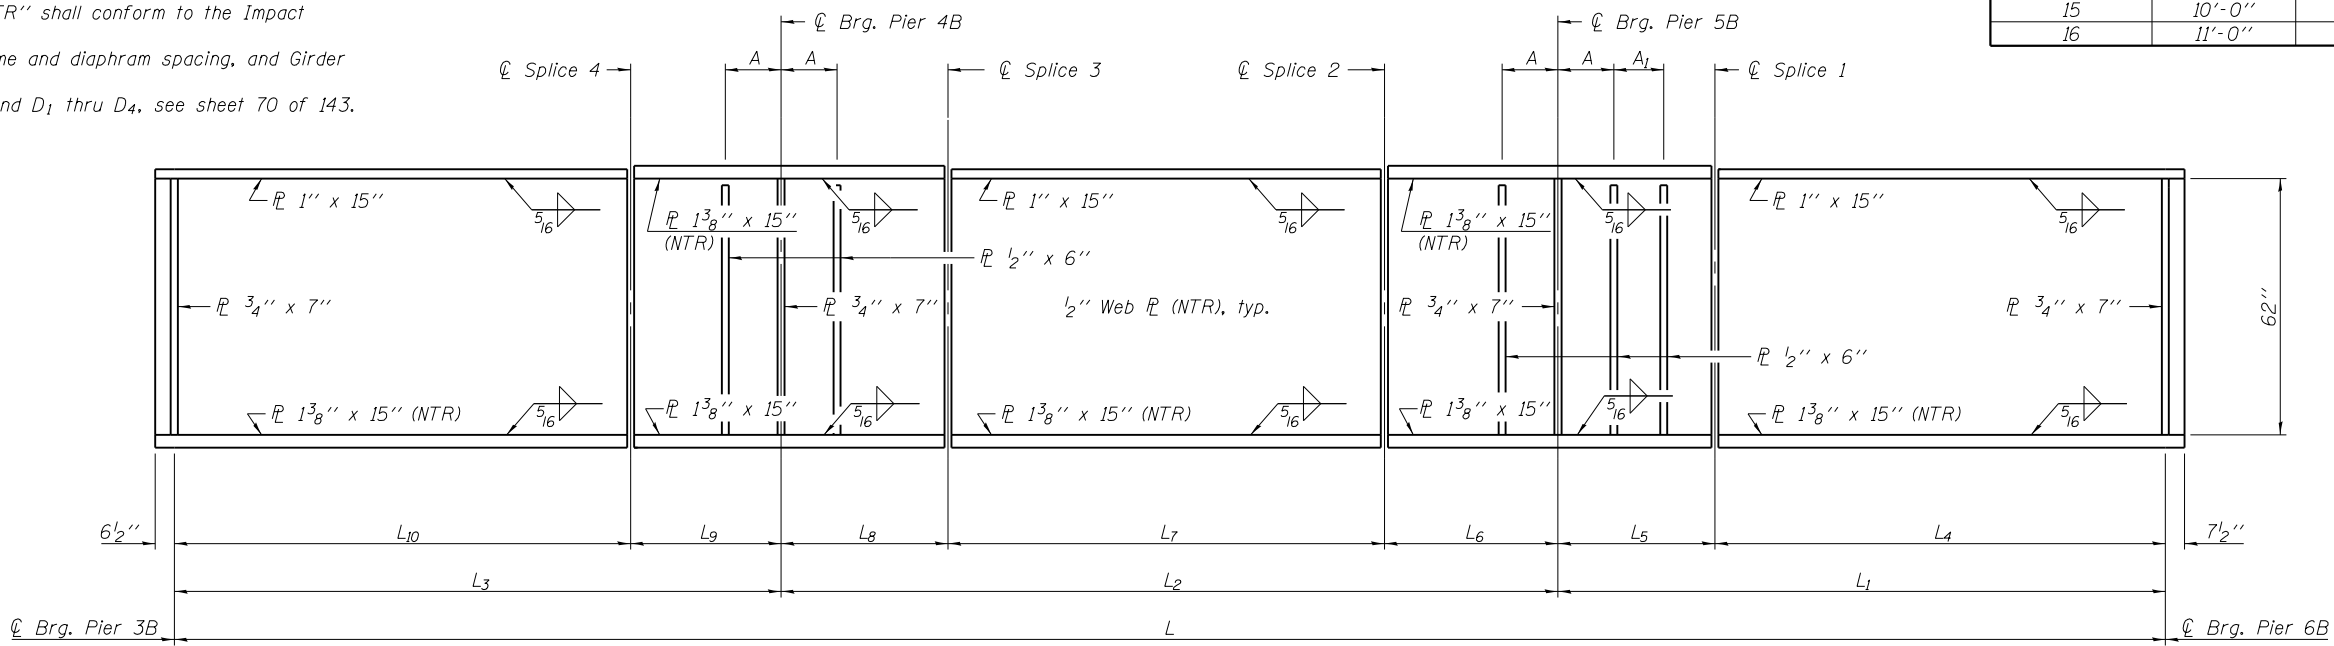 TR" shall conform to the Impact
me and diaphram spacing, and Girder
nd D1 thru D4, see sheet 70 of 143.
15 10'-0"
16 11'-0"
℄ Brg. Pier 4B
℄ Brg. Pier 5B
℄ Splice 4
A A
℄ Splice 3
℄ Splice 2
A A A1
℄ Splice 1
℞ 1" x 15"
5/16
℞ 1 3/8" x 15"
(NTR)
5/16
℞ 1" x 15"
5/16
℞ 1 3/8" x 15"
(NTR)
5/16
℞ 1" x 15"
5/16
℞ 1/2" x 6"
℞ 3/4" x 7"
℞ 3/4" x 7"
1/2" Web ℞ (NTR), typ.
℞ 3/4" x 7"
℞ 3/4" x 7"
62"
℞ 1/2" x 6"
℞ 1 3/8" x 15" (NTR)
5/16
℞ 1 3/8" x 15"
5/16
℞ 1 3/8" x 15" (NTR)
5/16
℞ 1 3/8" x 15"
5/16
℞ 1 3/8" x 15" (NTR)
5/16
6 1/2"
L10
L9
L8
L7
L6
L5
L4
7 1/2"
L3
L2
L1
℄ Brg. Pier 3B
L
℄ Brg. Pier 6B